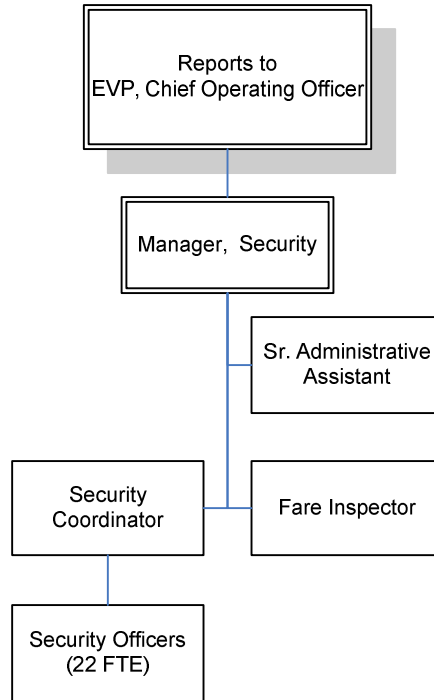 Reports to
EVP, Chief Operating Officer
Manager, Security
Sr. Administrative
Assistant
Security
Coordinator
Fare Inspector
Security Officers
(22 FTE)